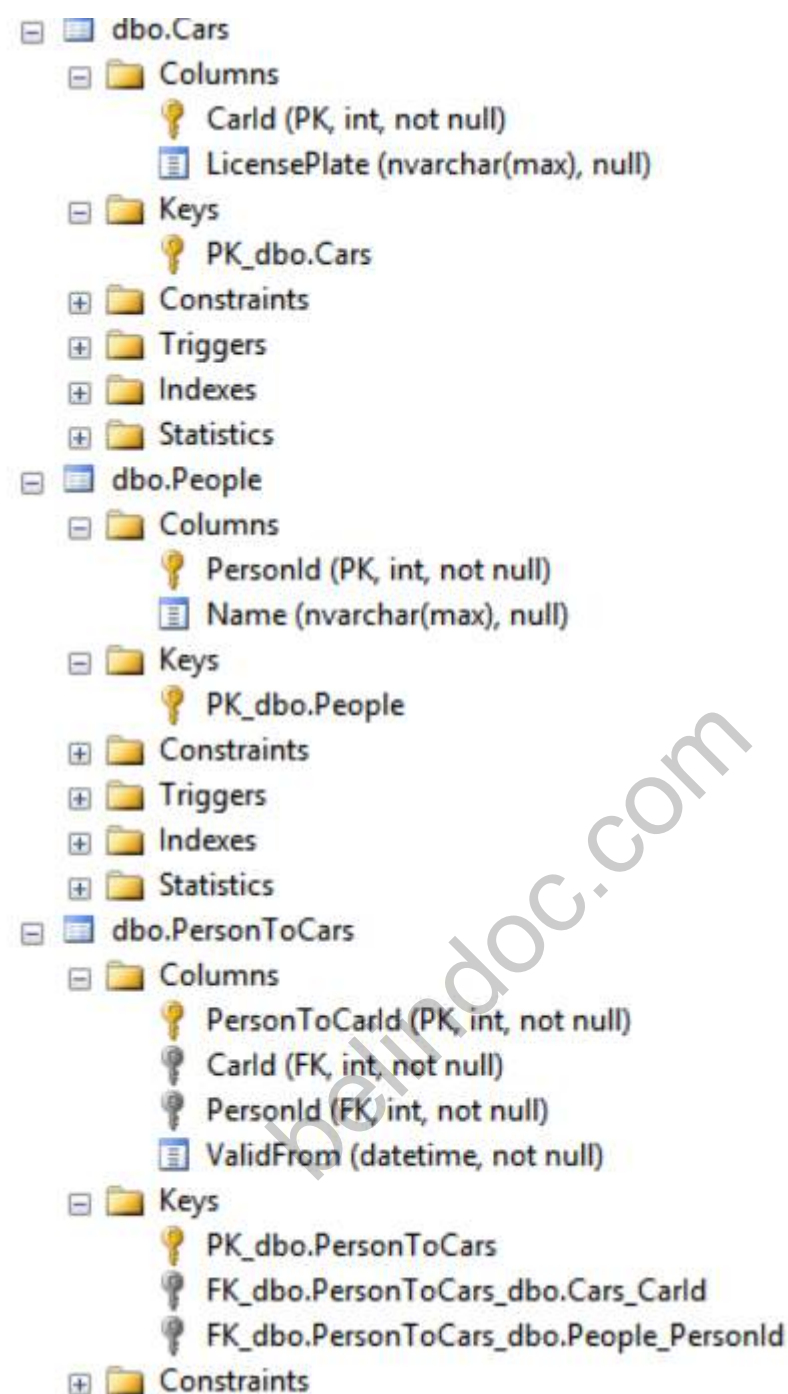 dbo.Cars
Columns
CarId (PK, int, not null)
LicensePlate (nvarchar(max), null)
Keys
PK_dbo.Cars
Constraints
Triggers
Indexes
Statistics
dbo.People
Columns
PersonId (PK, int, not null)
Name (nvarchar(max), null)
Keys
PK_dbo.People
Constraints
Triggers
Indexes
Statistics
dbo.PersonToCars
Columns
PersonToCarId (PK, int, not null)
CarId (FK, int, not null)
PersonId (FK, int, not null)
ValidFrom (datetime, not null)
Keys
PK_dbo.PersonToCars
FK_dbo.PersonToCars_dbo.Cars_CarId
FK_dbo.PersonToCars_dbo.People_PersonId
Constraints
belindoc.com